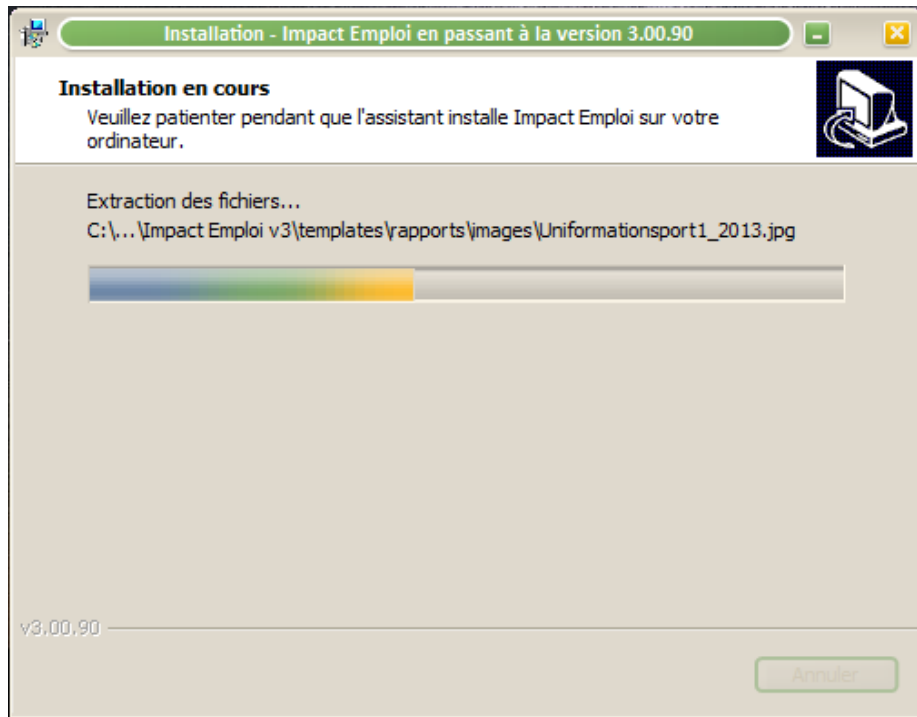 Installation - Impact Emploi en passant à la version 3.00.90
Installation en cours
Veuillez patienter pendant que l'assistant installe Impact Emploi sur votre
ordinateur.
Extraction des fichiers...
C:\...\Impact Emploi v3\templates\rapports\images\Uniformationsport1_2013.jpg
v3.00.90
Annuler